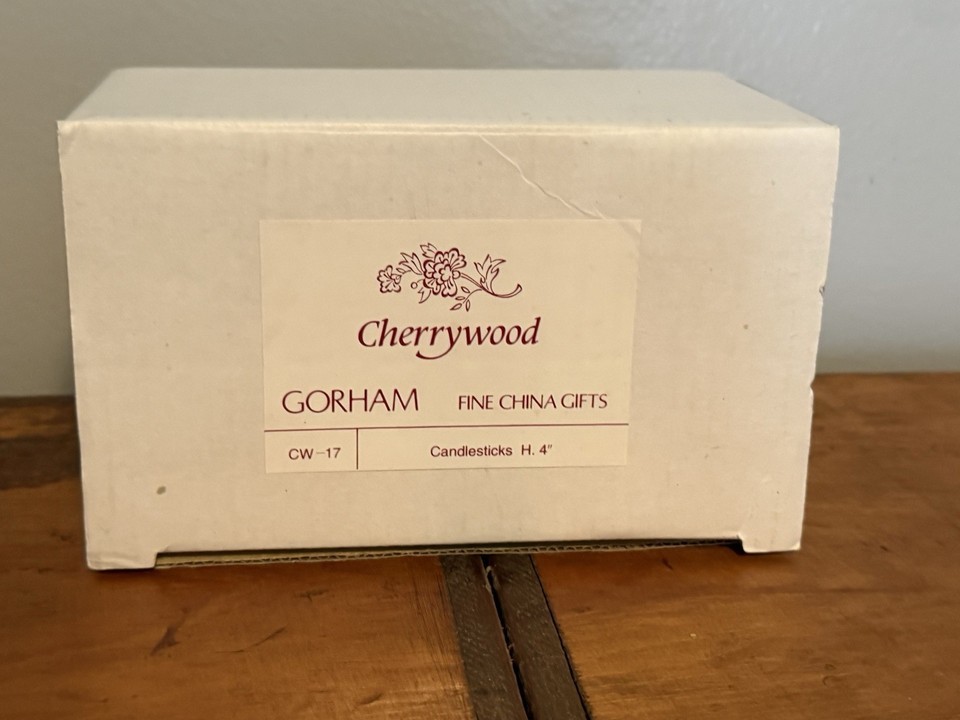 Cherrywood
GORHAM FINE CHINA GIFTS
CW-17 Candlesticks H. 4"